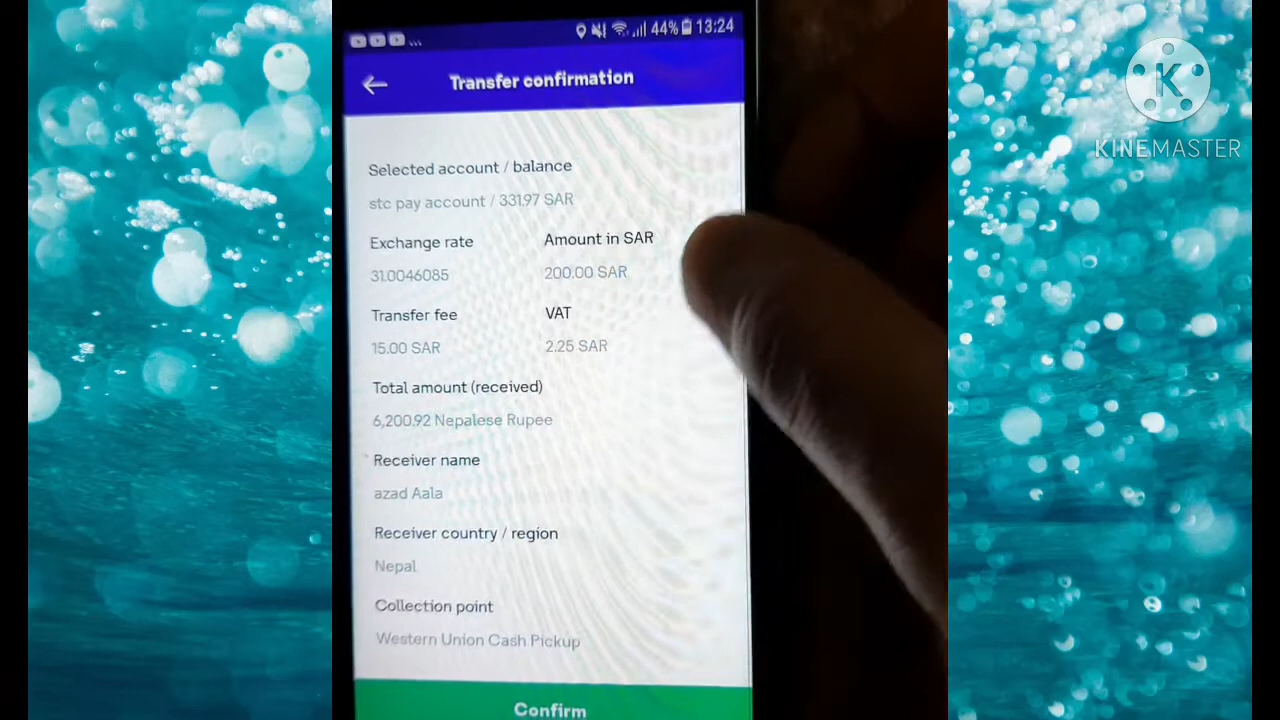 ... 44% 13:24
Transfer confirmation
Selected account / balance
stc pay account / 331.97 SAR
Exchange rate Amount in SAR
31.0046085 200.00 SAR
Transfer fee VAT
15.00 SAR 2.25 SAR
Total amount (received)
6,200.92 Nepalese Rupee
Receiver name
azad Aala
Receiver country / region
Nepal
Collection point
Western Union Cash Pickup
Confirm
K
KINEMASTER